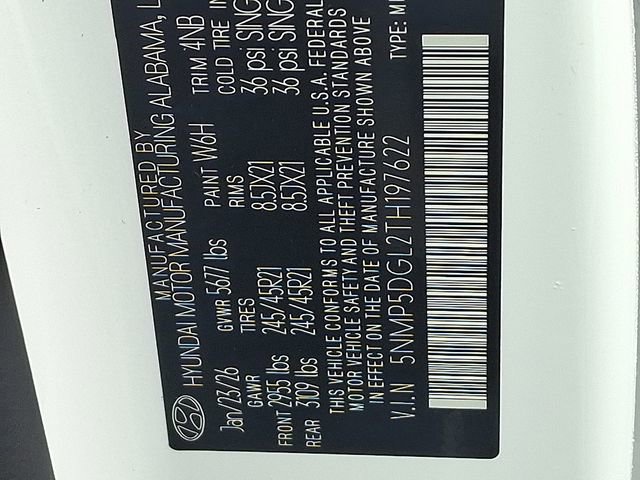 MANUFACTURED BY
HYUNDAI MOTOR MANUFACTURING ALABAMA, L
Jan/23/26 GVWR 5677 lbs PAINT W6H TRIM 4NB
GAWR TIRES RIMS COLD TIRE IN
FRONT 2955 lbs 245/45R21 8.5JX21 36 psi SING
REAR 3109 lbs 245/45R21 8.5JX21 36 psi SING
THIS VEHICLE CONFORMS TO ALL APPLICABLE U.S.A. FEDERAL
MOTOR VEHICLE SAFETY AND THEFT PREVENTION STANDARDS
IN EFFECT ON THE DATE OF MANUFACTURE SHOWN ABOVE
V.I.N 5NMP5DGL2TH197622 TYPE: M